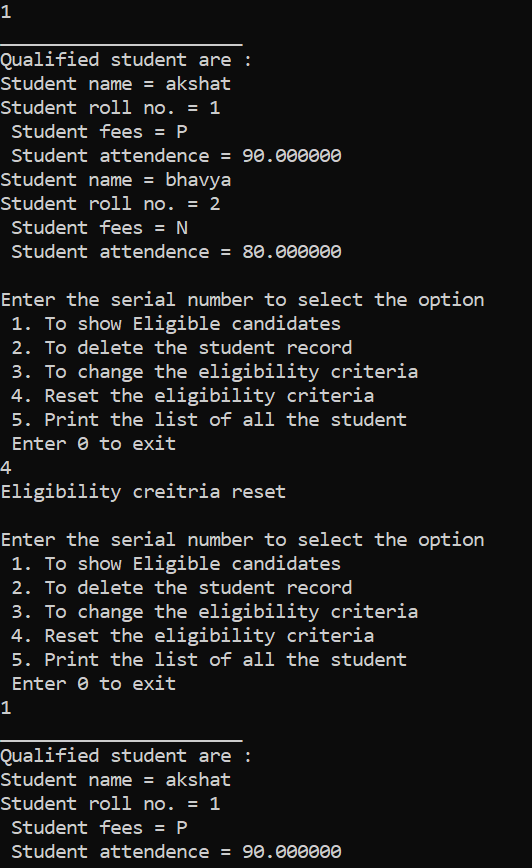 1
______________________
Qualified student are :
Student name = akshat
Student roll no. = 1
Student fees = P
Student attendence = 90.000000
Student name = bhavya
Student roll no. = 2
Student fees = N
Student attendence = 80.000000
Enter the serial number to select the option
1. To show Eligible candidates
2. To delete the student record
3. To change the eligibility criteria
4. Reset the eligibility criteria
5. Print the list of all the student
Enter 0 to exit
4
Eligibility creitria reset
Enter the serial number to select the option
1. To show Eligible candidates
2. To delete the student record
3. To change the eligibility criteria
4. Reset the eligibility criteria
5. Print the list of all the student
Enter 0 to exit
1
______________________
Qualified student are :
Student name = akshat
Student roll no. = 1
Student fees = P
Student attendence = 90.000000